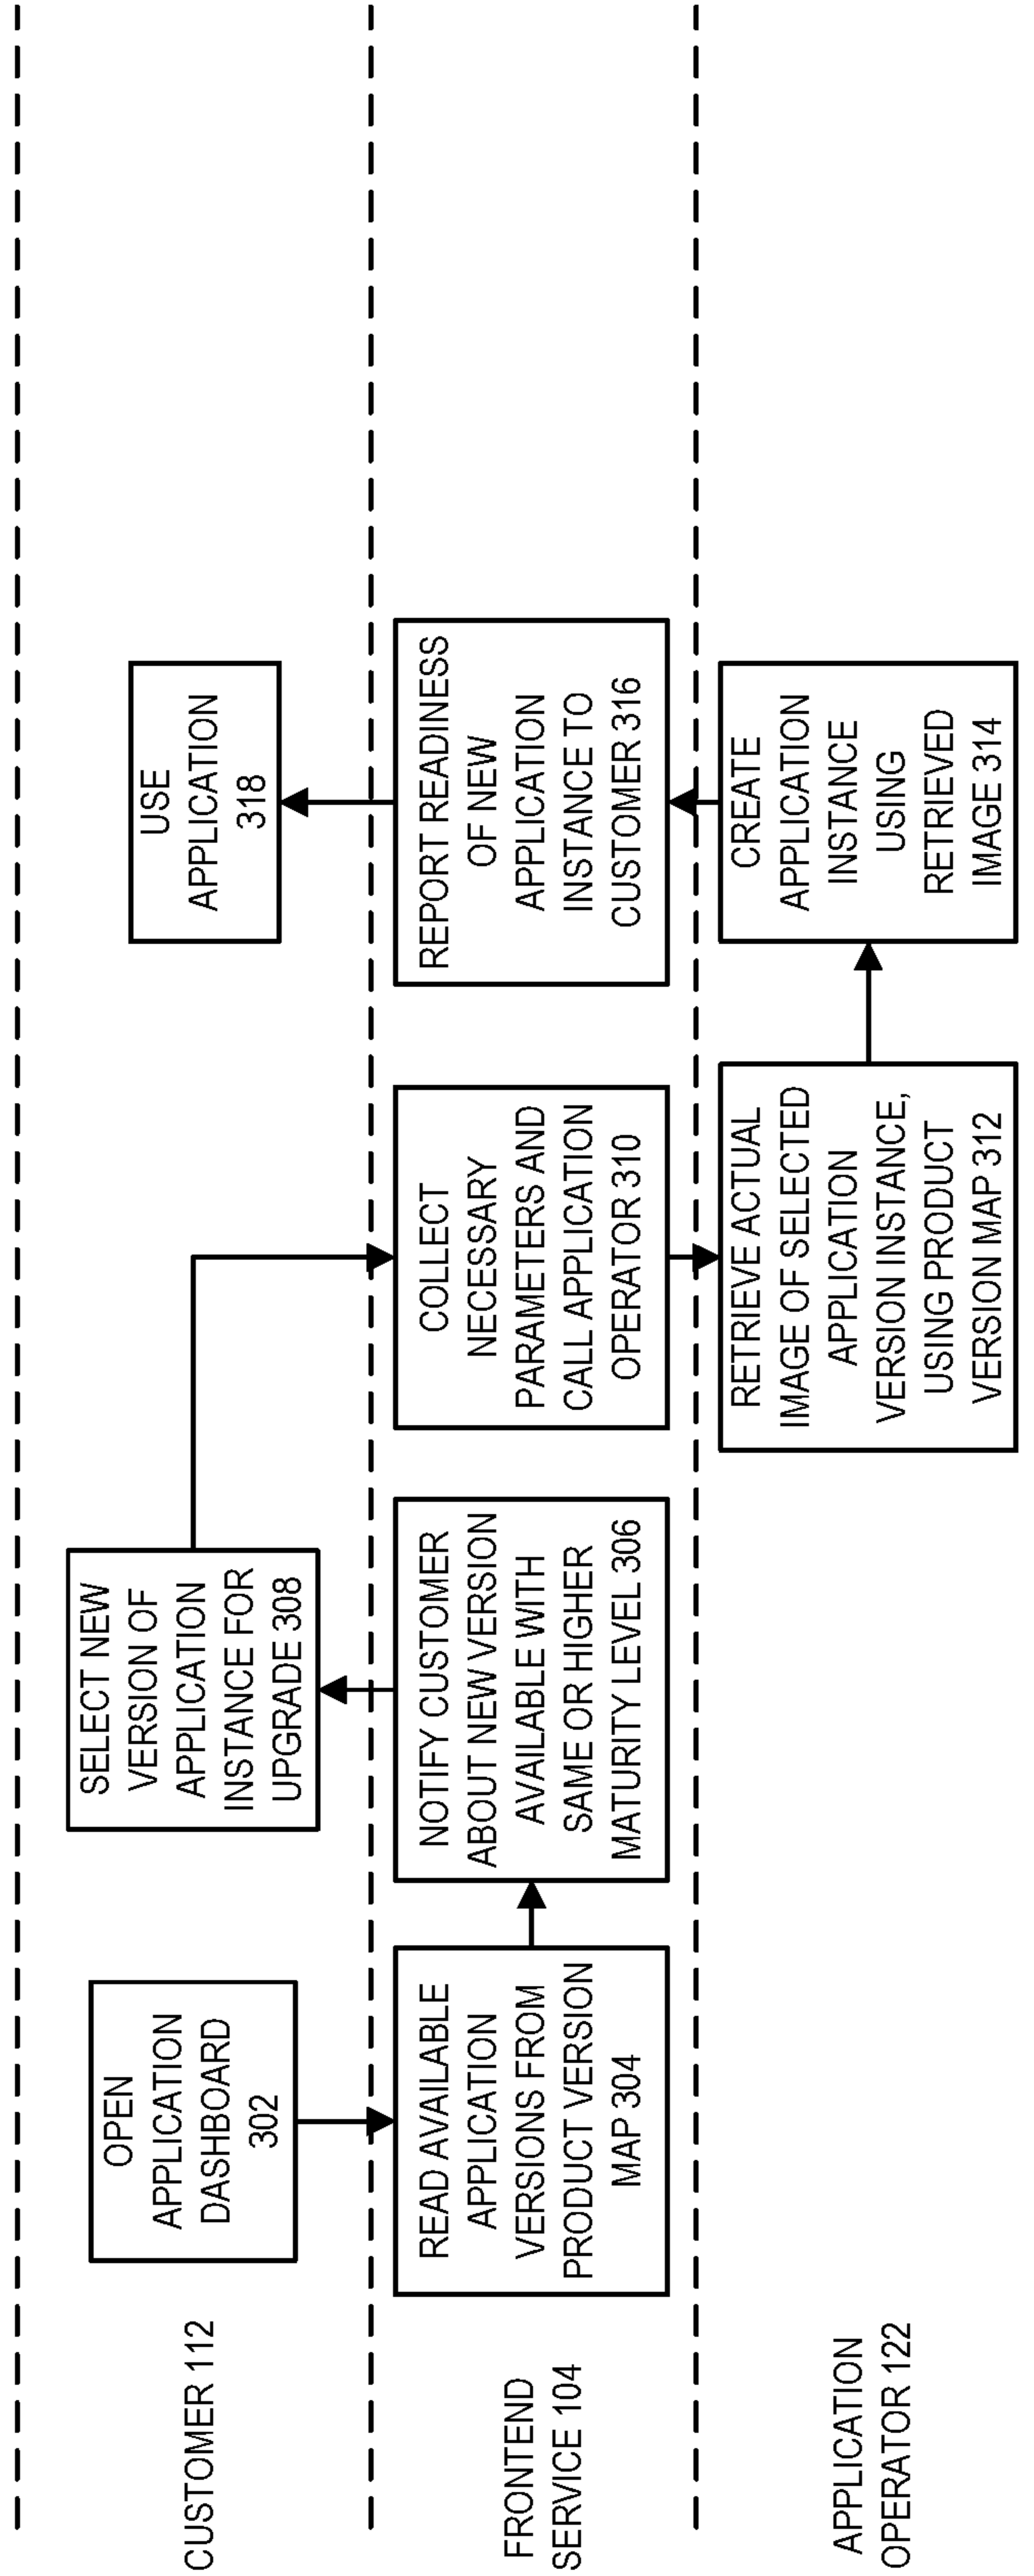 CUSTOMER 112
OPEN
APPLICATION
DASHBOARD
302
SELECT NEW
VERSION OF
APPLICATION
INSTANCE FOR
UPGRADE 308
USE
APPLICATION
318
FRONTEND
SERVICE 104
READ AVAILABLE
APPLICATION
VERSIONS FROM
PRODUCT VERSION
MAP 304
NOTIFY CUSTOMER
ABOUT NEW VERSION
AVAILABLE WITH
SAME OR HIGHER
MATURITY LEVEL 306
COLLECT
NECESSARY
PARAMETERS AND
CALL APPLICATION
OPERATOR 310
REPORT READINESS
OF NEW
APPLICATION
INSTANCE TO
CUSTOMER 316
APPLICATION
OPERATOR 122
RETRIEVE ACTUAL
IMAGE OF SELECTED
APPLICATION
VERSION INSTANCE,
USING PRODUCT
VERSION MAP 312
CREATE
APPLICATION
INSTANCE
USING
RETRIEVED
IMAGE 314